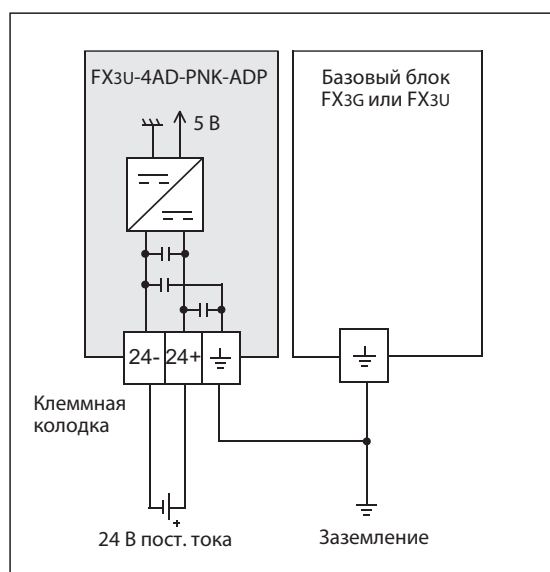 FX3U-4AD-PNK-ADP
Базовый блок
FX3G или FX3U
5 В
24-
24+
Клеммная
колодка
+
24 В пост. тока
Заземление